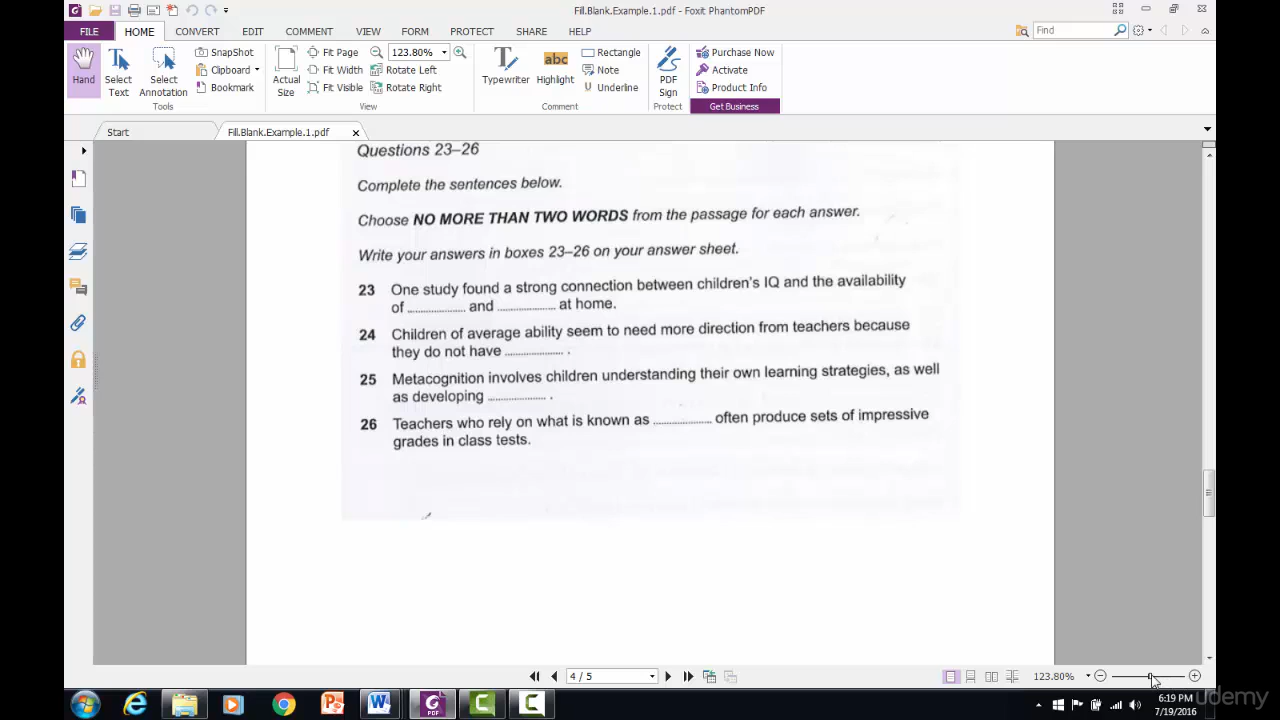 Fill.Blank.Example.1.pdf - Foxit PhantomPDF
FILE HOME CONVERT EDIT COMMENT VIEW FORM PROTECT SHARE HELP
Find
Hand
Select Text
Select Annotation
SnapShot
Clipboard
Bookmark
Tools
Actual Size
Fit Page
Fit Width
Fit Visible
123.80%
Rotate Left
Rotate Right
View
Typewriter
Highlight
abc
Rectangle
Note
Underline
Comment
PDF Sign
Protect
Purchase Now
Activate
Product Info
Get Business
Start
Fill.Blank.Example.1.pdf
Questions 23–26
Complete the sentences below.
Choose NO MORE THAN TWO WORDS from the passage for each answer.
Write your answers in boxes 23–26 on your answer sheet.
23 One study found a strong connection between children's IQ and the availability
of .................... and .................... at home.
24 Children of average ability seem to need more direction from teachers because
they do not have .................... .
25 Metacognition involves children understanding their own learning strategies, as well
as developing .................... .
26 Teachers who rely on what is known as .................... often produce sets of impressive
grades in class tests.
4 / 5
123.80%
6:19 PM
7/19/2016
udemy